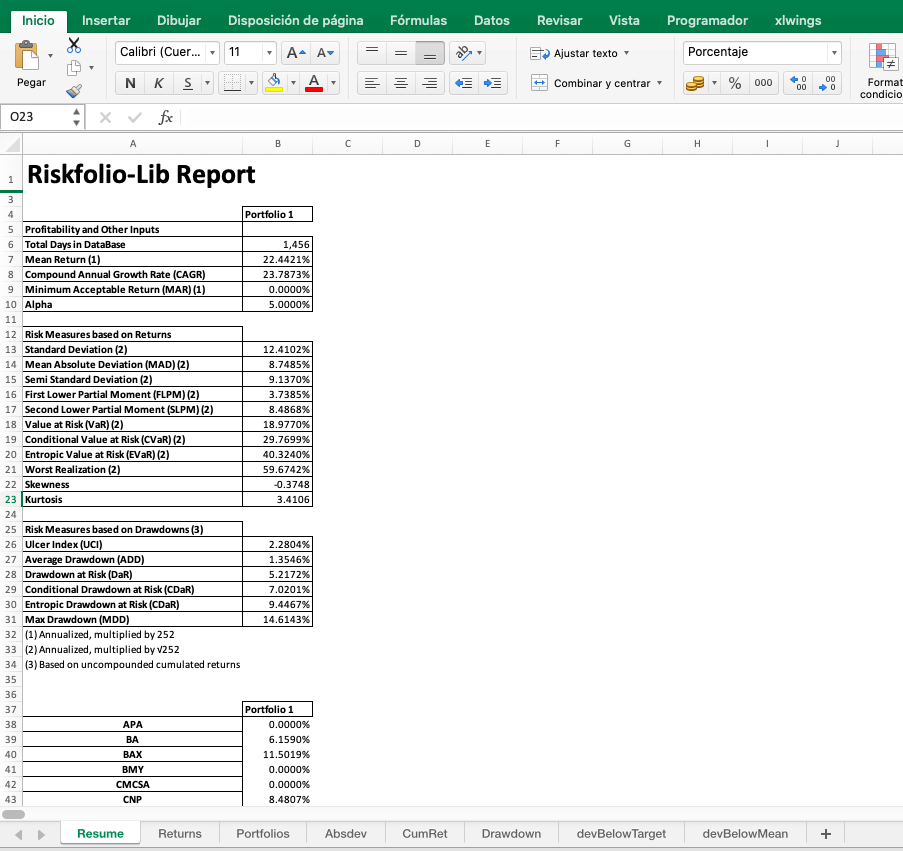 Inicio Insertar Dibujar Disposición de página Fórmulas Datos Revisar Vista Programador xlwings
Calibri (Cuer... 11 A A Ajustar texto Porcentaje
Pegar N K S A Combinar y centrar % 000 0 00 00 0 Format
condicio
O23 fx
A B C D E F G H I J
1 Riskfolio-Lib Report
3
4 Portfolio 1
5 Profitability and Other Inputs
6 Total Days in DataBase 1,456
7 Mean Return (1) 22.4421%
8 Compound Annual Growth Rate (CAGR) 23.7873%
9 Minimum Acceptable Return (MAR) (1) 0.0000%
10 Alpha 5.0000%
11
12 Risk Measures based on Returns
13 Standard Deviation (2) 12.4102%
14 Mean Absolute Deviation (MAD) (2) 8.7485%
15 Semi Standard Deviation (2) 9.1370%
16 First Lower Partial Moment (FLPM) (2) 3.7385%
17 Second Lower Partial Moment (SLPM) (2) 8.4868%
18 Value at Risk (VaR) (2) 18.9770%
19 Conditional Value at Risk (CVaR) (2) 29.7699%
20 Entropic Value at Risk (EVaR) (2) 40.3240%
21 Worst Realization (2) 59.6742%
22 Skewness -0.3748
23 Kurtosis 3.4106
24
25 Risk Measures based on Drawdowns (3)
26 Ulcer Index (UCI) 2.2804%
27 Average Drawdown (ADD) 1.3546%
28 Drawdown at Risk (DaR) 5.2172%
29 Conditional Drawdown at Risk (CDaR) 7.0201%
30 Entropic Drawdown at Risk (CDaR) 9.4467%
31 Max Drawdown (MDD) 14.6143%
32 (1) Annualized, multiplied by 252
33 (2) Annualized, multiplied by √252
34 (3) Based on uncompounded cumulated returns
35
36
37 Portfolio 1
38 APA 0.0000%
39 BA 6.1590%
40 BAX 11.5019%
41 BMY 0.0000%
42 CMCSA 0.0000%
43 CNP 8.4807%
Resume Returns Portfolios Absdev CumRet Drawdown devBelowTarget devBelowMean +